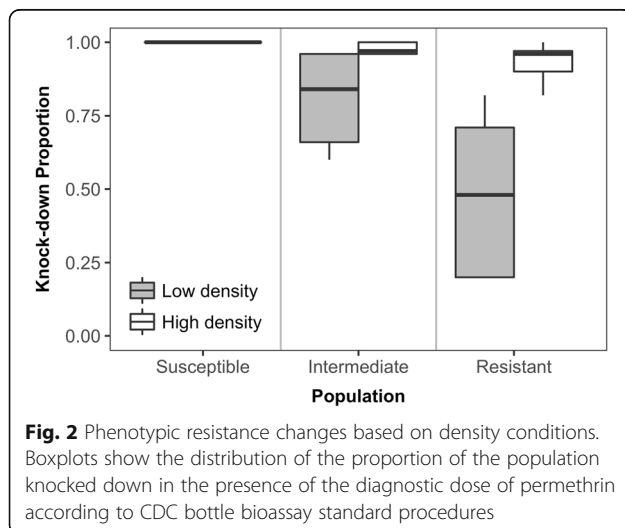 Knock-down Proportion
1.00
0.75
0.50
0.25
0.00
Low density
High density
Susceptible
Intermediate
Resistant
Population
Fig. 2 Phenotypic resistance changes based on density conditions.
Boxplots show the distribution of the proportion of the population
knocked down in the presence of the diagnostic dose of permethrin
according to CDC bottle bioassay standard procedures